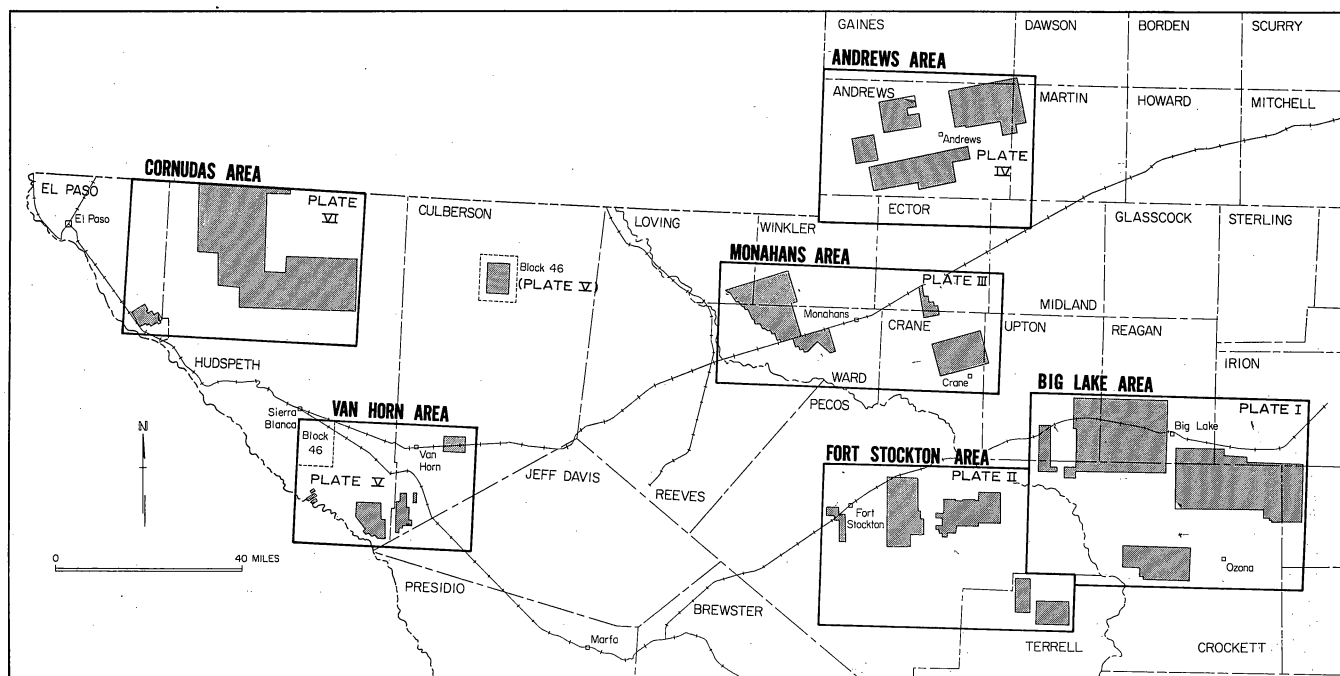 GAINES
DAWSON
BORDEN
SCURRY
ANDREWS AREA
ANDREWS
MARTIN
HOWARD
MITCHELL
Andrews
PLATE
IV
CORNUDAS AREA
EL PASO
El Paso
PLATE
VI
CULBERSON
LOVING
WINKLER
ECTOR
GLASSCOCK
STERLING
MONAHANS AREA
PLATE III
Block 46
(PLATE V)
Monahans
CRANE
MIDLAND
UPTON
REAGAN
IRION
HUDSPETH
WARD
Crane
PECOS
BIG LAKE AREA
PLATE I
Big Lake
Sierra
Blanca
VAN HORN AREA
Block
46
Van
Horn
N
PLATE V
JEFF DAVIS
REEVES
FORT STOCKTON AREA
PLATE II
Fort
Stockton
0
40 MILES
Ozona
PRESIDIO
BREWSTER
Marfa
TERRELL
CROCKETT